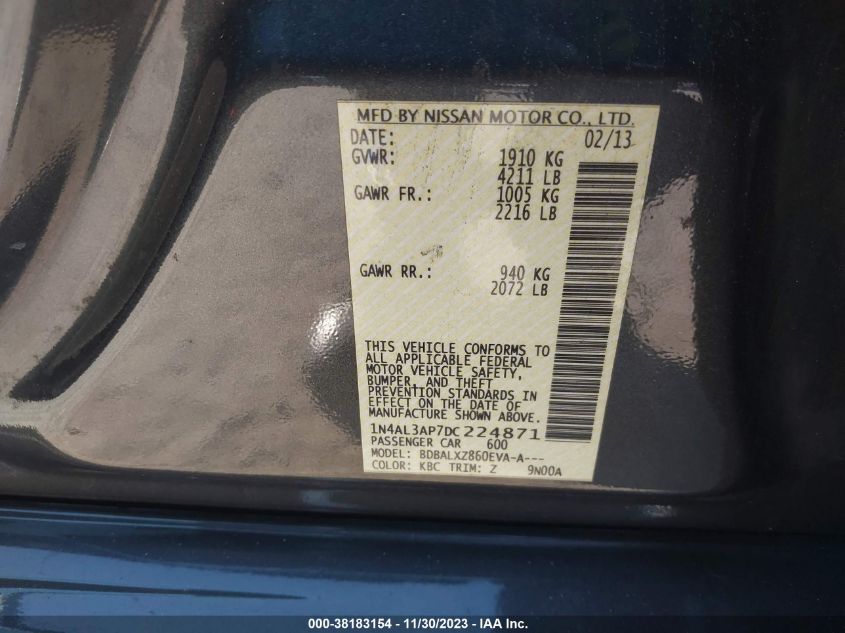 MFD BY NISSAN MOTOR CO., LTD.
DATE: 02/13
GVWR: 1910 KG
4211 LB
GAWR FR.: 1005 KG
2216 LB
GAWR RR.: 940 KG
2072 LB
THIS VEHICLE CONFORMS TO
ALL APPLICABLE FEDERAL
MOTOR VEHICLE SAFETY,
BUMPER, AND THEFT
PREVENTION STANDARDS IN
EFFECT ON THE DATE OF
MANUFACTURE SHOWN ABOVE.
1N4AL3AP7DC224871
PASSENGER CAR 600
MODEL: BDBALXZ860EVA-A---
COLOR: KBC TRIM: Z 9N00A
000-38183154 - 11/30/2023 - IAA Inc.